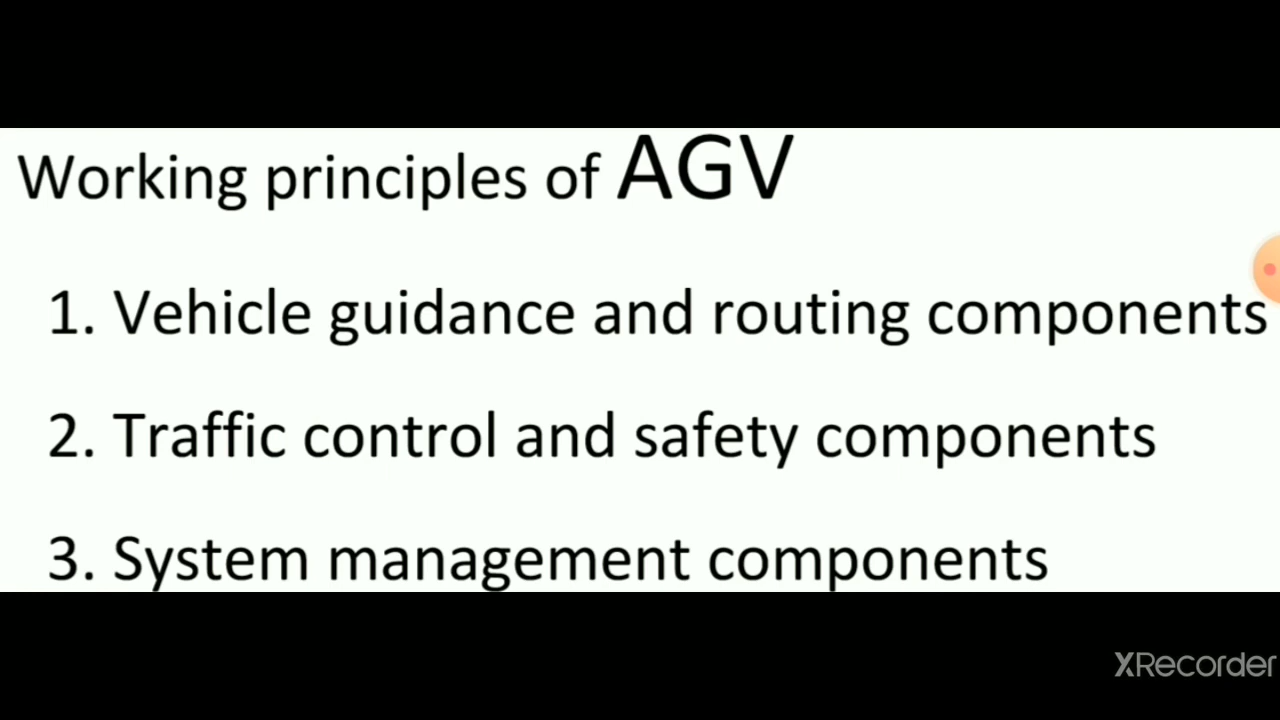 Working principles of AGV
1. Vehicle guidance and routing components
2. Traffic control and safety components
3. System management components
XRecorder